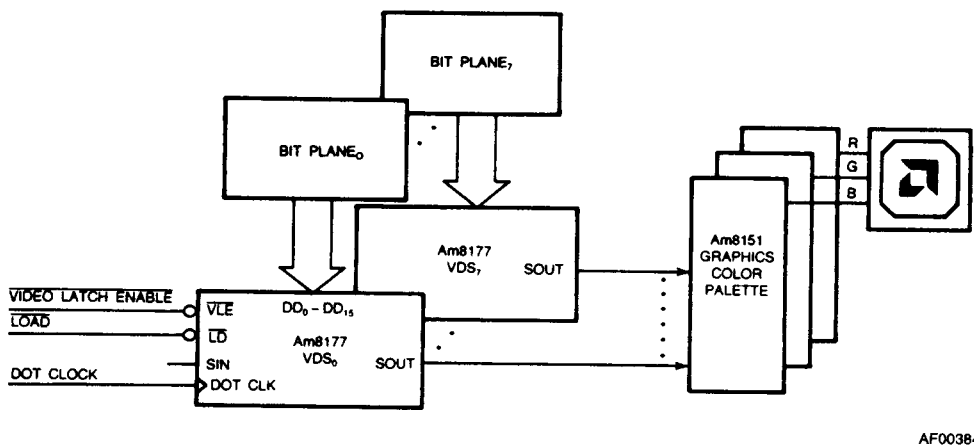 BIT PLANE₇
BIT PLANE₀
R
G
B
Am8177
VDS₇
SOUT
Am8151
GRAPHICS
COLOR
PALETTE
VIDEO LATCH ENABLE
VLE
DD₀ – DD₁₅
LOAD
LD
Am8177
VDS₀
SIN
SOUT
DOT CLOCK
DOT CLK